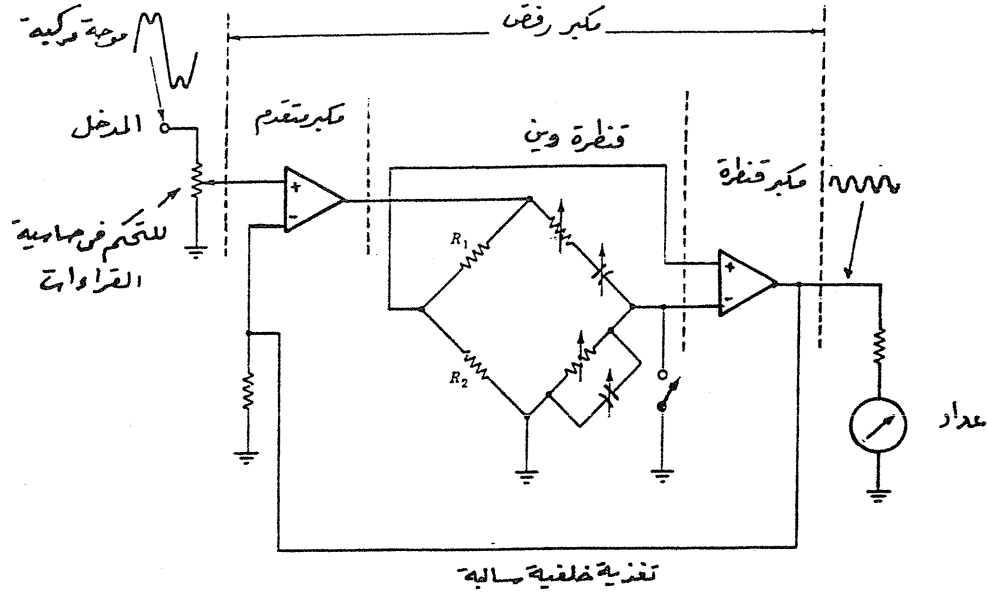 مكبر رفض
موجة مركبة
المدخل
مكبر متقدم
قنطرة وين
مكبر قنطرة
للتحكم في حساسية
القراءات
+
-
R1
R2
+
-
عداد
تغذية خلفية سالبة